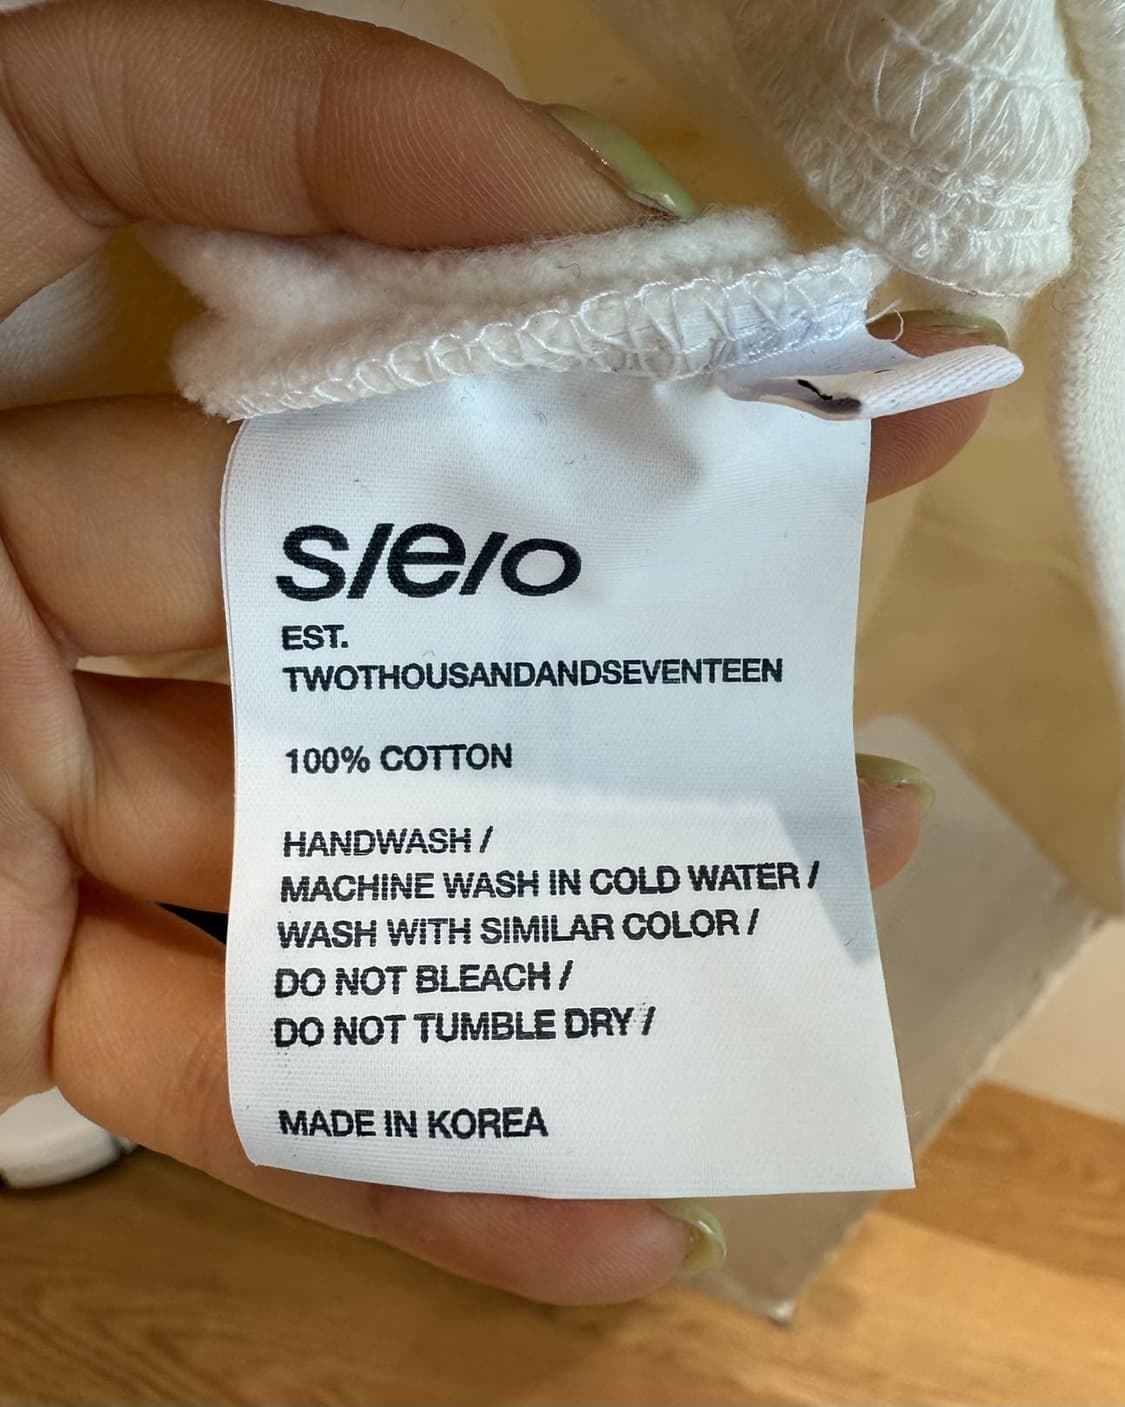 s/e/o
EST.
TWOTHOUSANDANDSEVENTEEN
100% COTTON
HANDWASH /
MACHINE WASH IN COLD WATER /
WASH WITH SIMILAR COLOR /
DO NOT BLEACH /
DO NOT TUMBLE DRY /
MADE IN KOREA